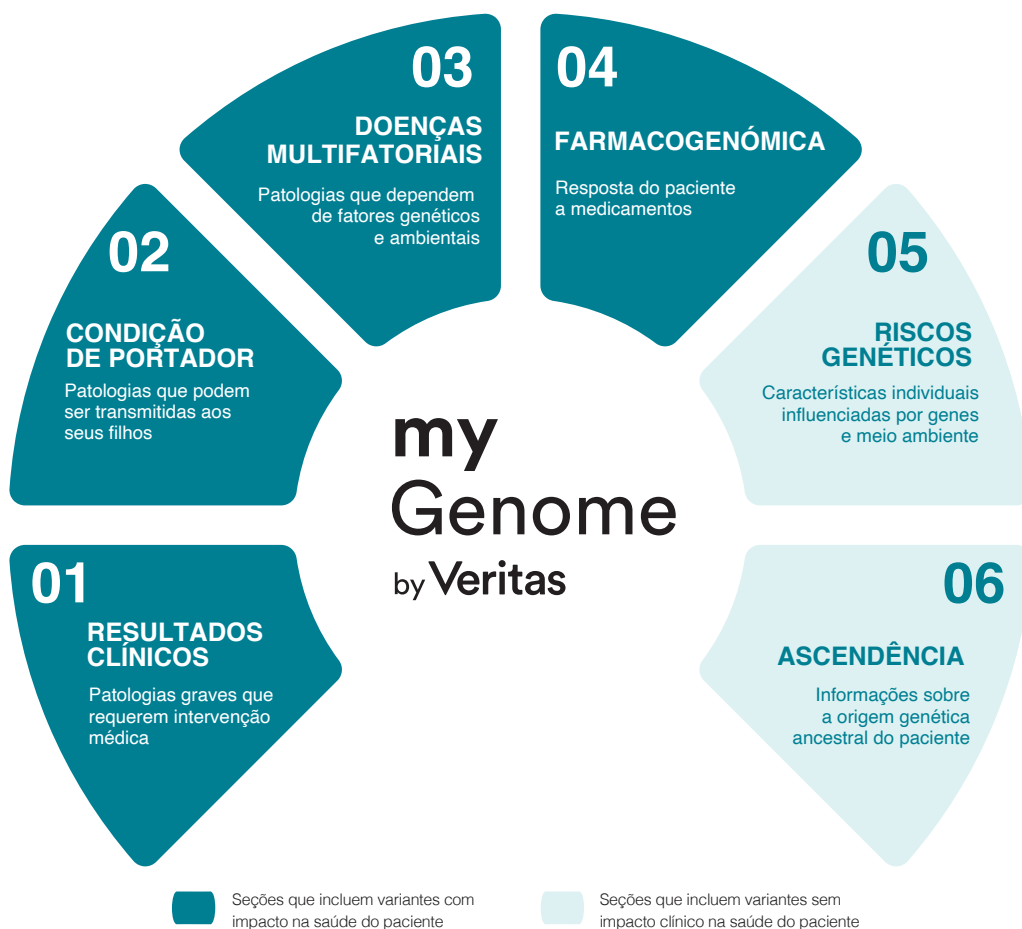 01
RESULTADOS
CLÍNICOS
Patologias graves que
requerem intervenção
médica
02
CONDIÇÃO
DE PORTADOR
Patologias que podem
ser transmitidas aos
seus filhos
03
DOENÇAS
MULTIFATORIAIS
Patologias que dependem
de fatores genéticos
e ambientais
04
FARMACOGENÓMICA
Resposta do paciente
a medicamentos
05
RISCOS
GENÉTICOS
Características individuais
influenciadas por genes
e meio ambiente
06
ASCENDÊNCIA
Informações sobre
a origem genética
ancestral do paciente
my
Genome
by Veritas
Seções que incluem variantes com
impacto na saúde do paciente
Seções que incluem variantes sem
impacto clínico na saúde do paciente